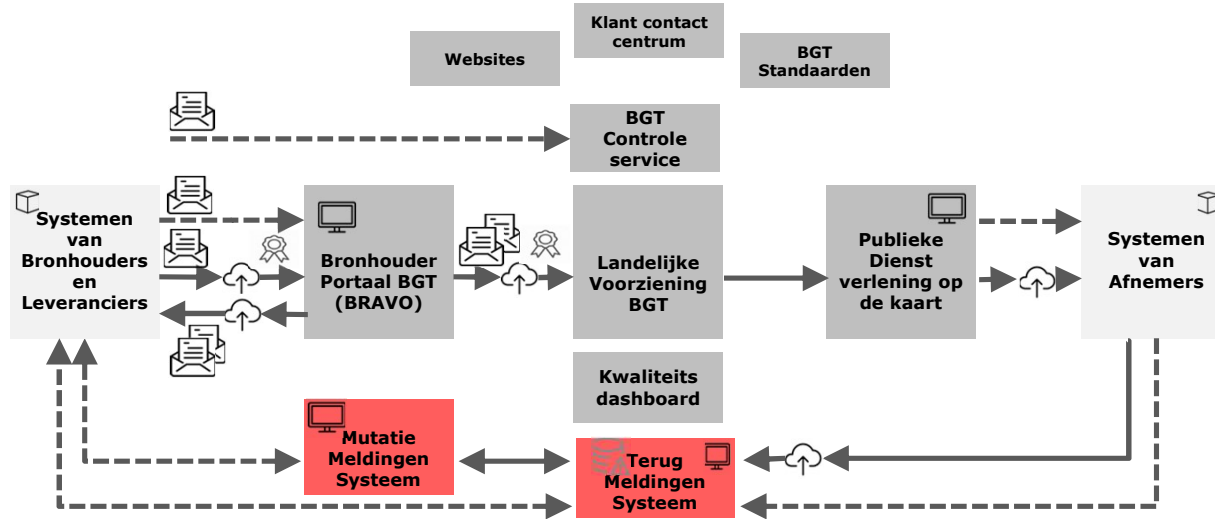 Klant contact
centrum
Websites
BGT
Standaarden
BGT
Controle
service
Systemen
van
Bronhouders
en
Leveranciers
Bronhouder
Portaal BGT
(BRAVO)
Landelijke
Voorziening
BGT
Publieke
Dienst
verlening op
de kaart
Systemen
van
Afnemers
Kwaliteits
dashboard
Mutatie
Meldingen
Systeem
Terug
Meldingen
Systeem